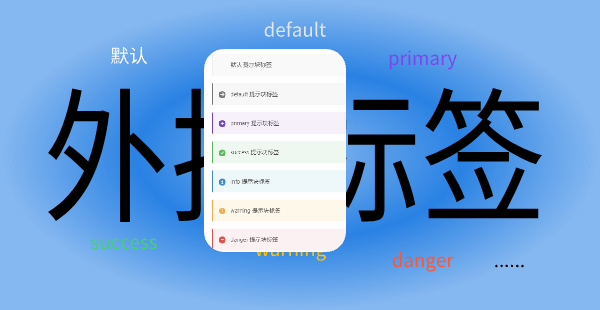 default
默认
primary
外挂标签
默认 提示块标签
default 提示块标签
primary 提示块标签
success 提示块标签
info 提示块标签
warning 提示块标签
danger 提示块标签
success
warning
danger
......